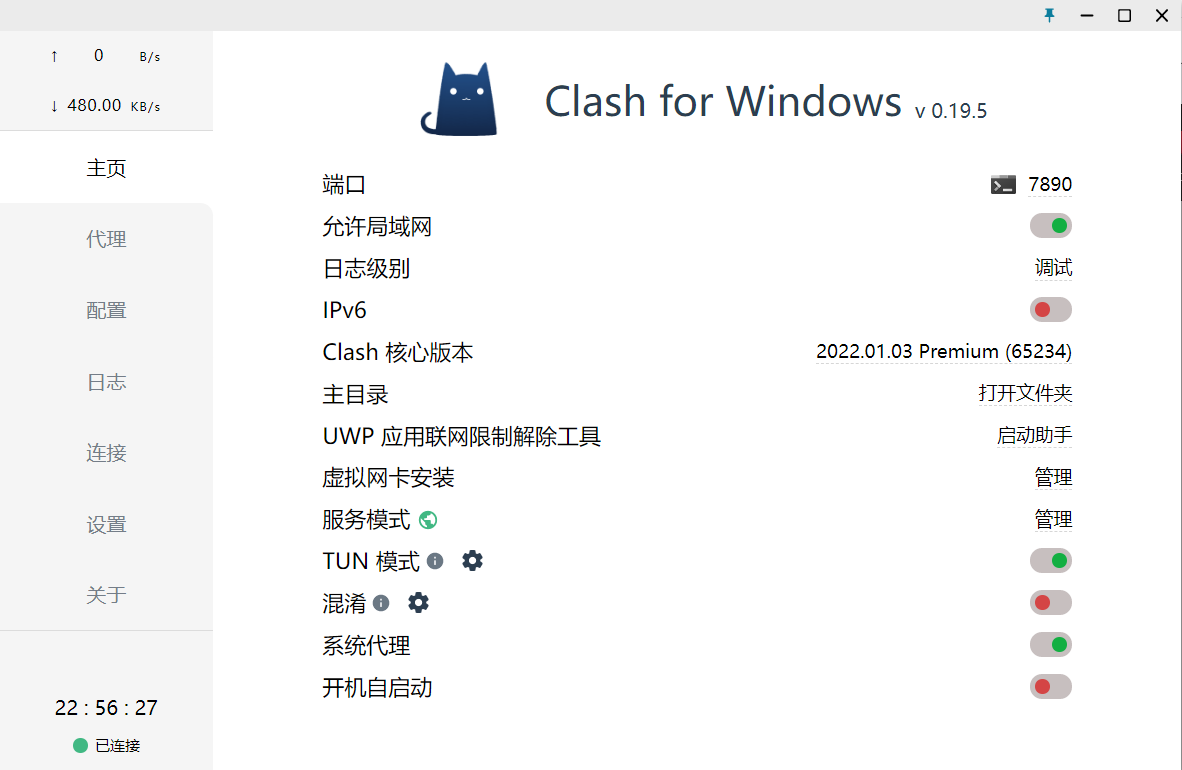 ↑ 0 B/s
↓ 480.00 KB/s
主页
代理
配置
日志
连接
设置
关于
22 : 56 : 27
已连接
Clash for Windows v 0.19.5
端口 7890
允许局域网
日志级别 调试
IPv6
Clash 核心版本 2022.01.03 Premium (65234)
主目录 打开文件夹
UWP 应用联网限制解除工具 启动助手
虚拟网卡安装 管理
服务模式 管理
TUN 模式
混淆
系统代理
开机自启动